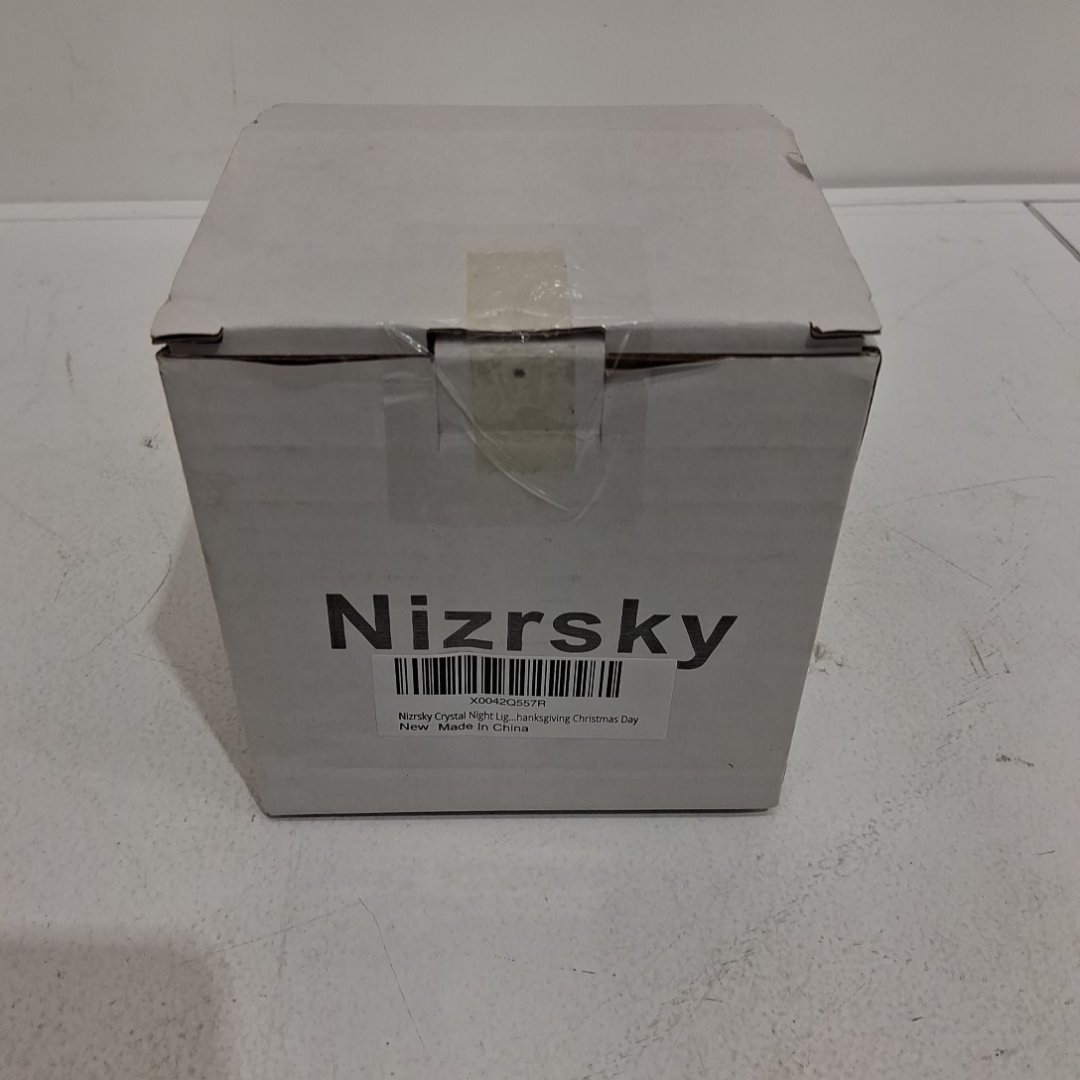 Nizrsky
X0042Q557R
Nizrsky Crystal Night Lig...hanksgiving Christmas Day
New Made In China